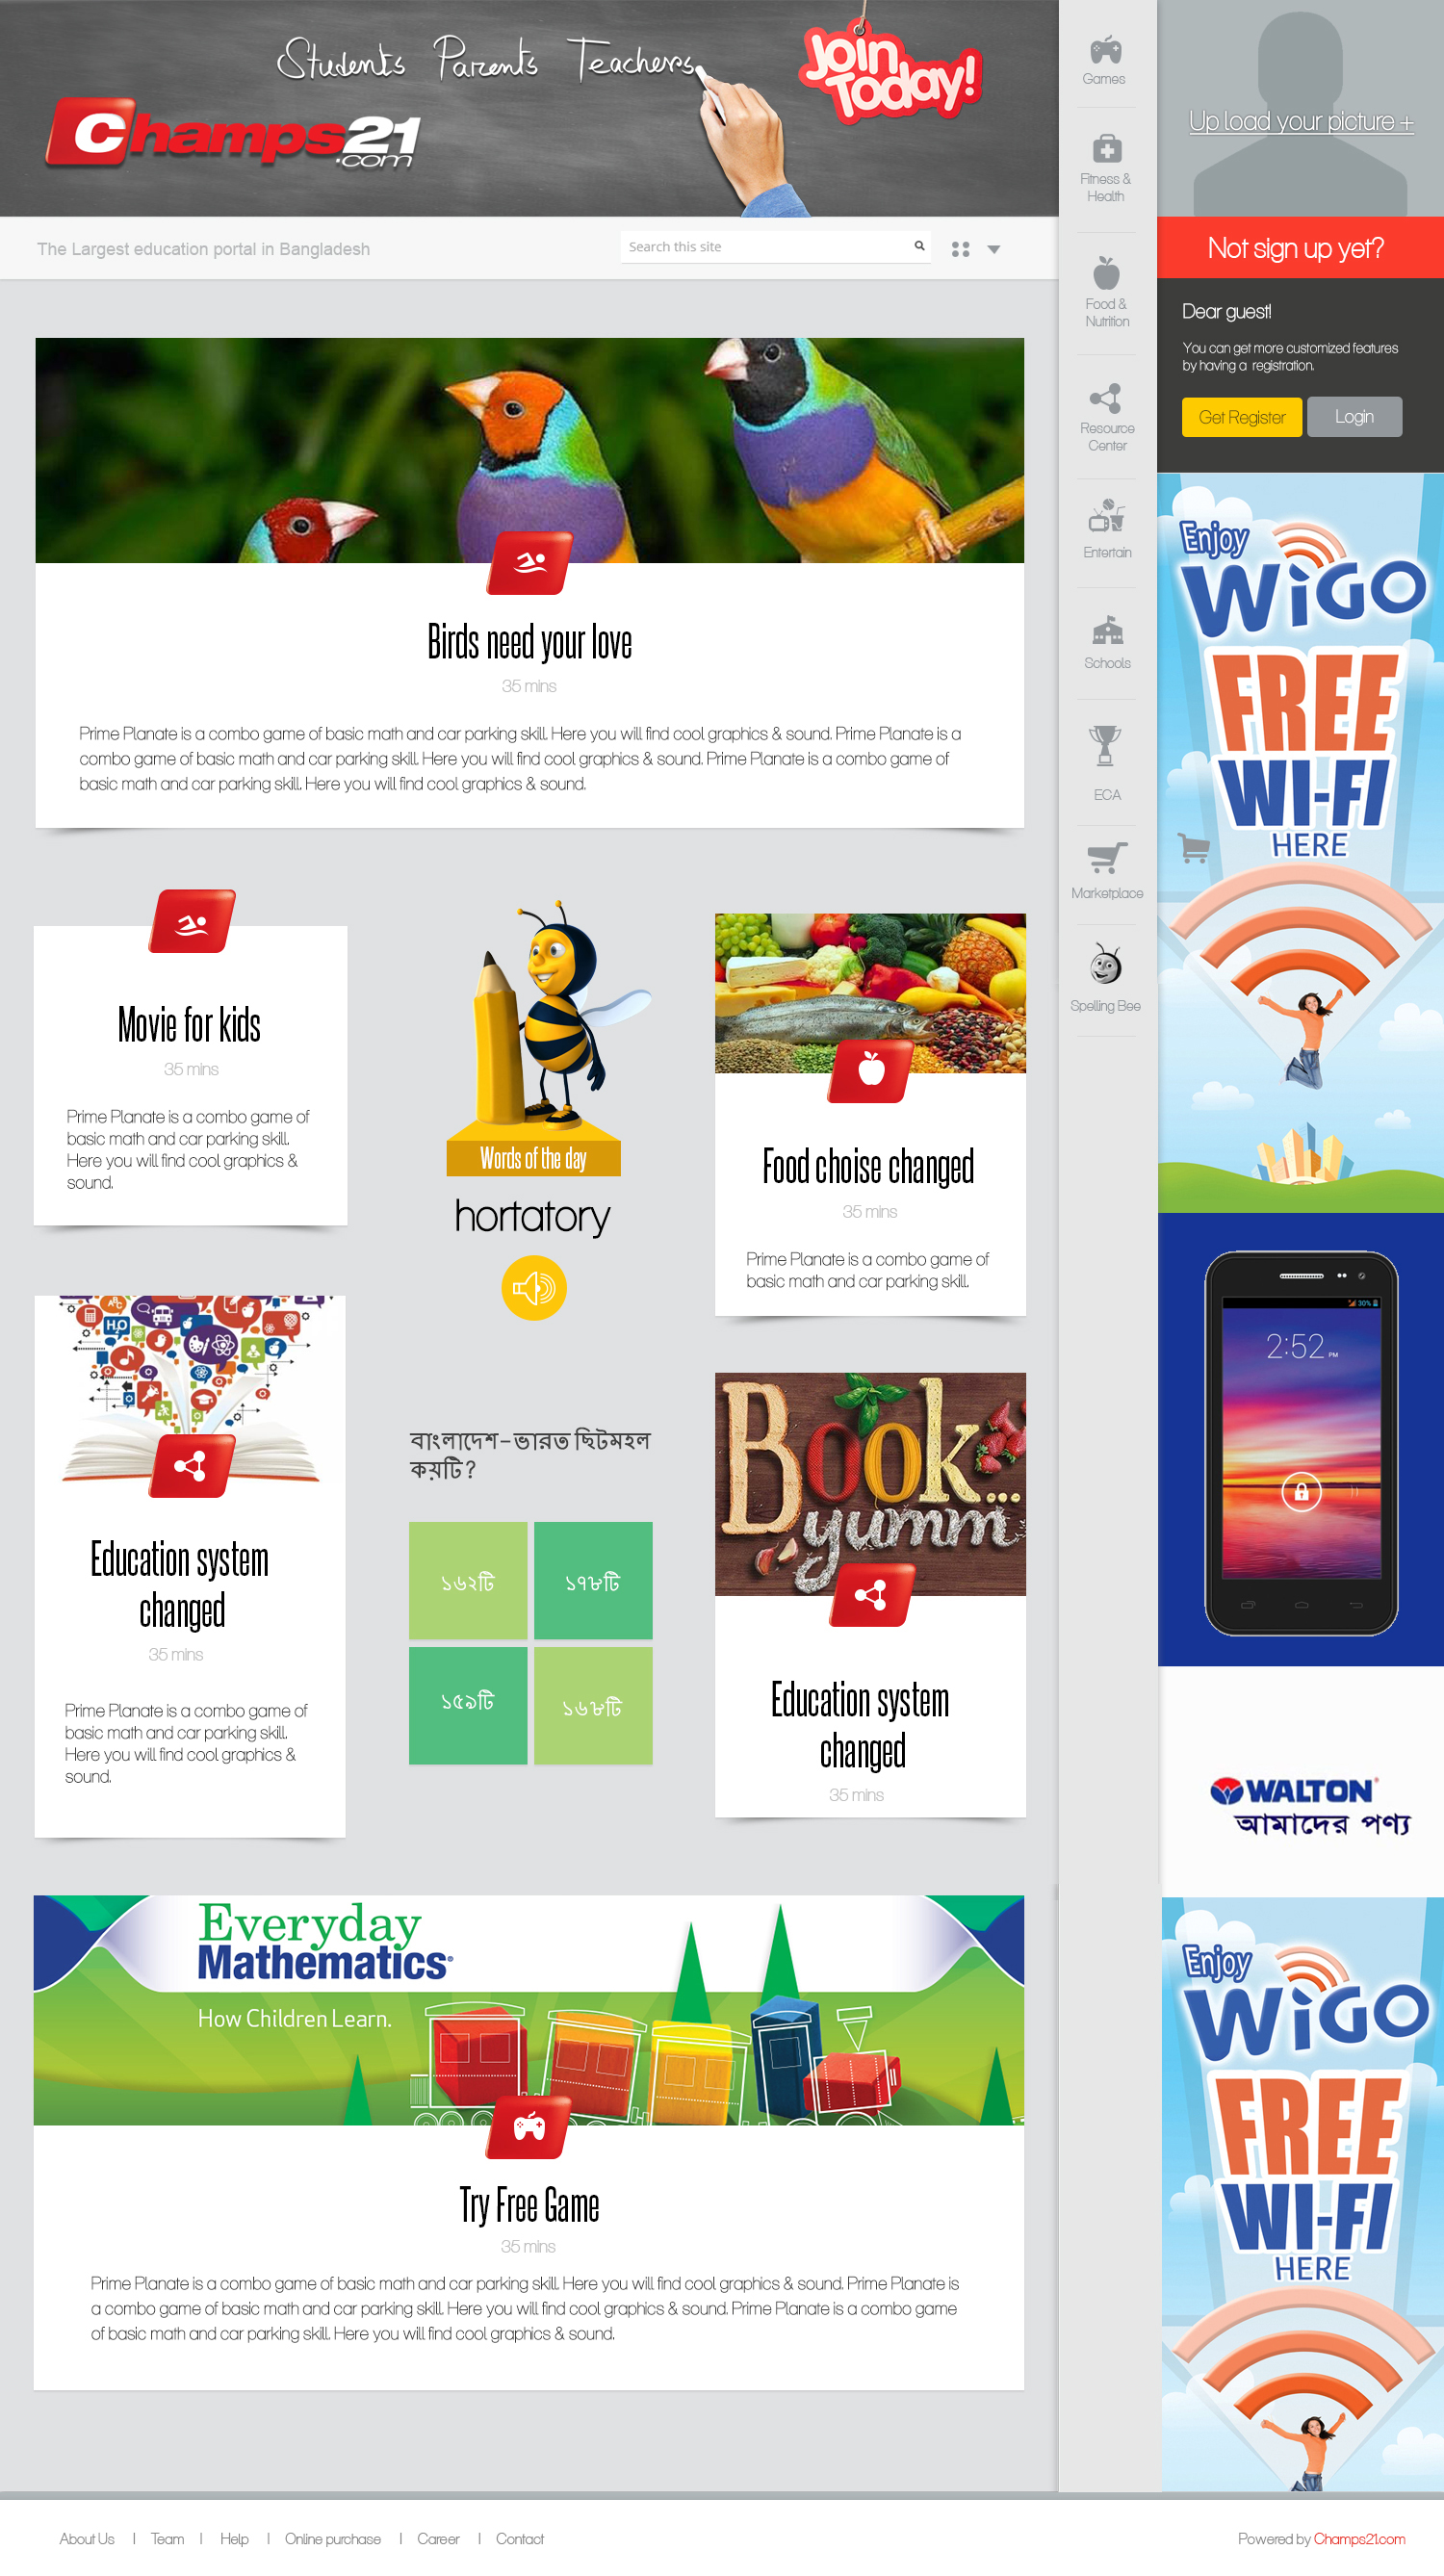 Students Parents Teachers
Join
Today!
Champs21
.com
The Largest education portal in Bangladesh
Search this site
Games
Fitness &
Health
Food &
Nutrition
Resource
Center
Entertain
Schools
ECA
Marketplace
Spelling Bee
Up load your picture +
Not sign up yet?
Dear guest!
You can get more customized features
by having a registration.
Get Register
Login
Birds need your love
35 mins
Prime Planate is a combo game of basic math and car parking skill. Here you will find cool graphics & sound. Prime Planate is a
combo game of basic math and car parking skill. Here you will find cool graphics & sound. Prime Planate is a combo game of
basic math and car parking skill. Here you will find cool graphics & sound.
Movie for kids
35 mins
Prime Planate is a combo game of
basic math and car parking skill.
Here you will find cool graphics &
sound.
Words of the day
hortatory
Food choise changed
35 mins
Prime Planate is a combo game of
basic math and car parking skill.
H2O
Education system
changed
35 mins
Prime Planate is a combo game of
basic math and car parking skill.
Here you will find cool graphics &
sound.
বাংলাদেশ-ভারত ছিটমহল
কয়টি?
১৬২টি
১৭৮টি
১৫৯টি
১৬৮টি
Book...
yumm
Education system
changed
35 mins
Everyday
Mathematics®
How Children Learn.
Try Free Game
35 mins
Prime Planate is a combo game of basic math and car parking skill. Here you will find cool graphics & sound. Prime Planate is
a combo game of basic math and car parking skill. Here you will find cool graphics & sound. Prime Planate is a combo game
of basic math and car parking skill. Here you will find cool graphics & sound.
Enjoy
WiGO
FREE
WI-FI
HERE
30%
2:52 PM
WALTON
আমাদের পণ্য
Enjoy
WiGO
FREE
WI-FI
HERE
About Us | Team | Help | Online purchase | Career | Contact
Powered by Champs21.com